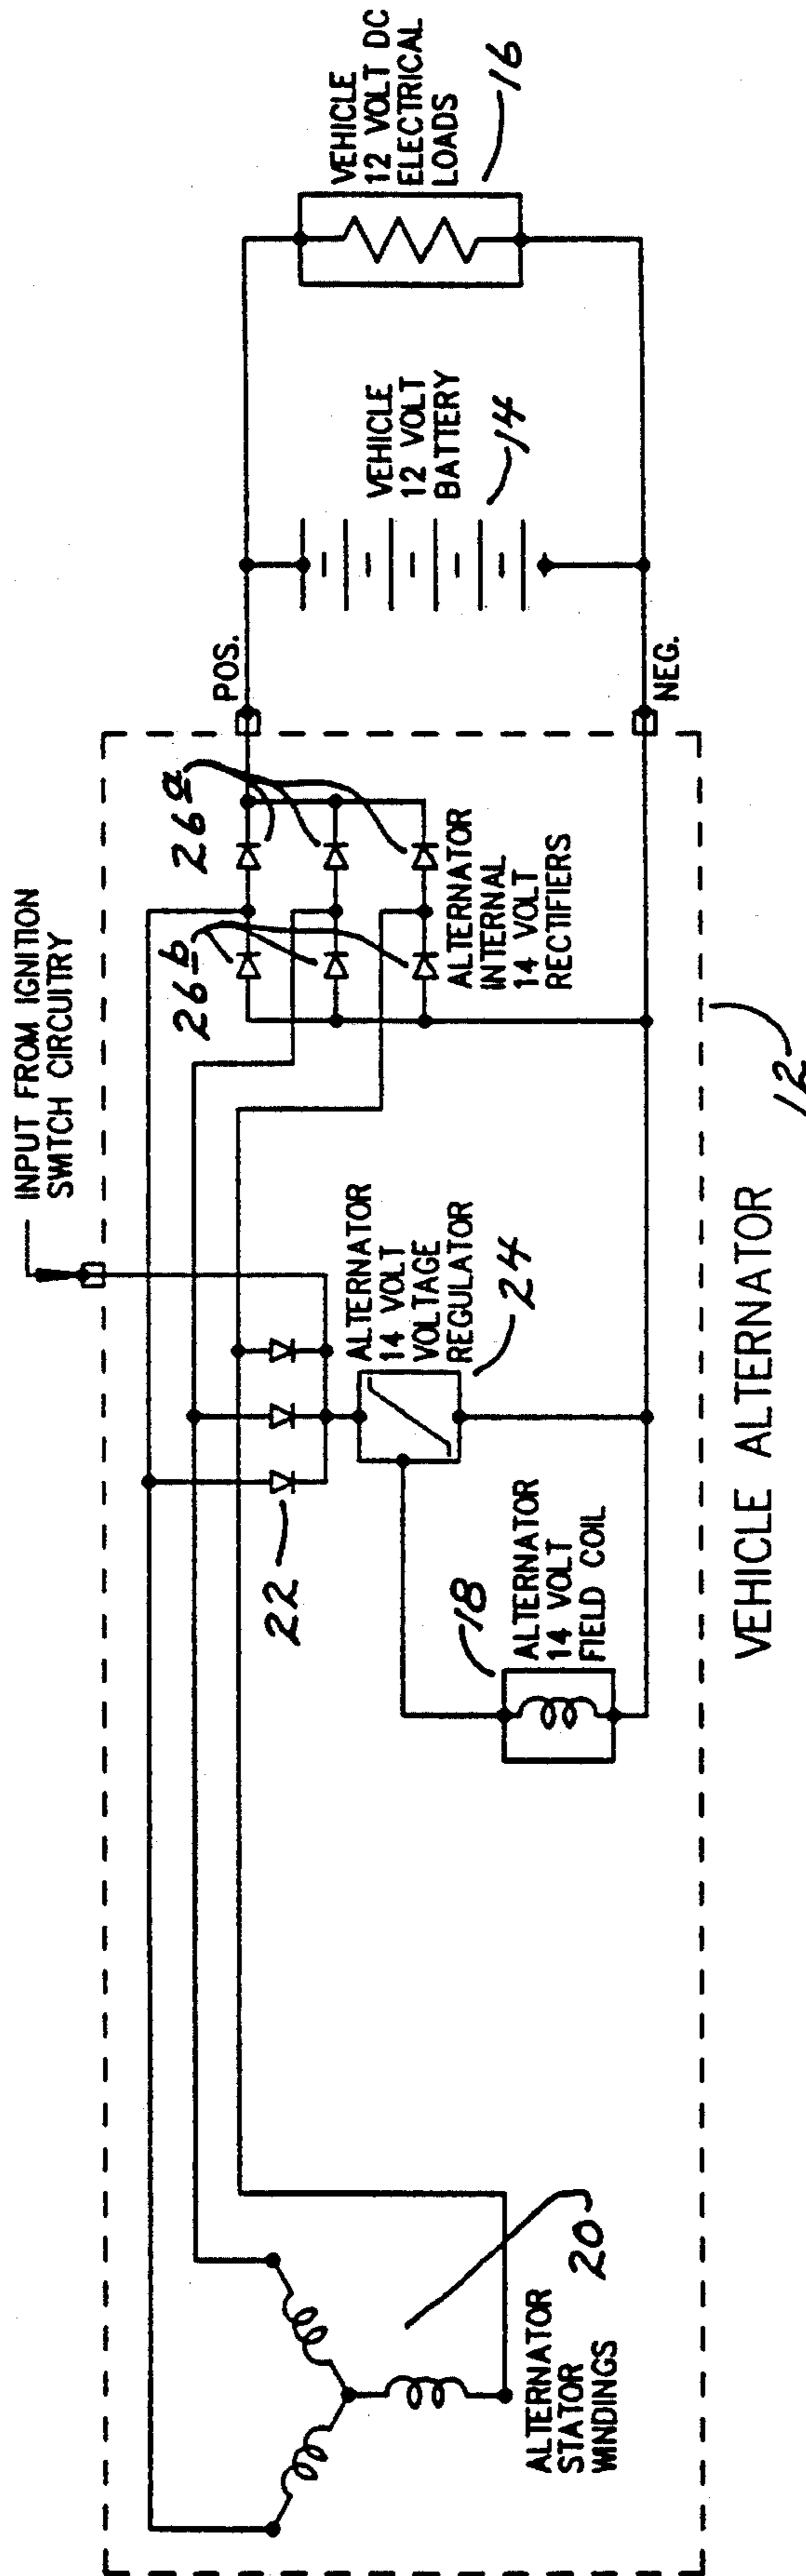 INPUT FROM IGNITION
SWITCH CIRCUITRY
26a
26b
POS.
NEG.
VEHICLE
12 VOLT DC
ELECTRICAL
LOADS
16
VEHICLE
12 VOLT
BATTERY
14
ALTERNATOR
INTERNAL
14 VOLT
RECTIFIERS
22
ALTERNATOR
14 VOLT
VOLTAGE
REGULATOR
24
18
ALTERNATOR
14 VOLT
FIELD COIL
ALTERNATOR
STATOR
WINDINGS
20
VEHICLE ALTERNATOR
12